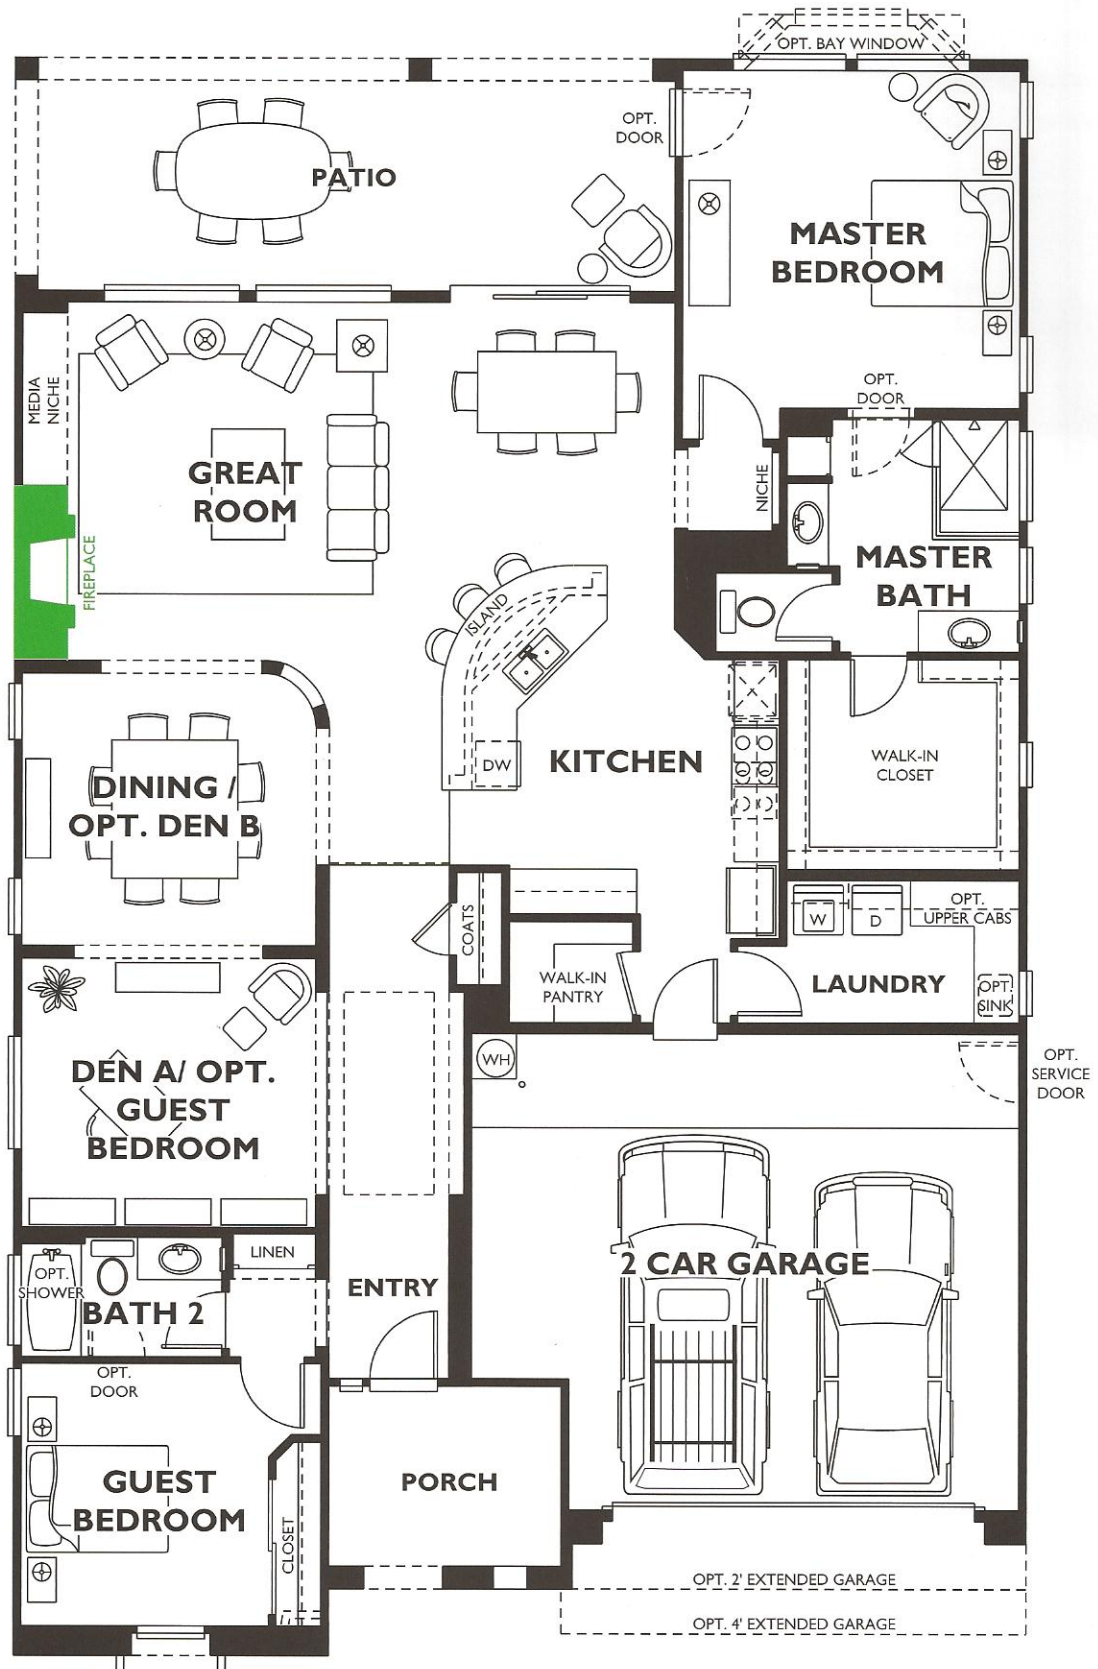 OPT. BAY WINDOW
OPT.
DOOR
PATIO
MASTER
BEDROOM
MEDIA
NICHE
OPT.
DOOR
GREAT
ROOM
NICHE
FIREPLACE
MASTER
BATH
ISLAND
DW
KITCHEN
WALK-IN
CLOSET
DINING /
OPT. DEN B
COATS
W
D
OPT.
UPPER CABS
WALK-IN
PANTRY
LAUNDRY
OPT.
SINK
WH
OPT.
SERVICE
DOOR
DEN A/ OPT.
GUEST
BEDROOM
LINEN
OPT.
SHOWER
BATH 2
ENTRY
2 CAR GARAGE
OPT.
DOOR
GUEST
BEDROOM
CLOSET
PORCH
OPT. 2' EXTENDED GARAGE
OPT. 4' EXTENDED GARAGE